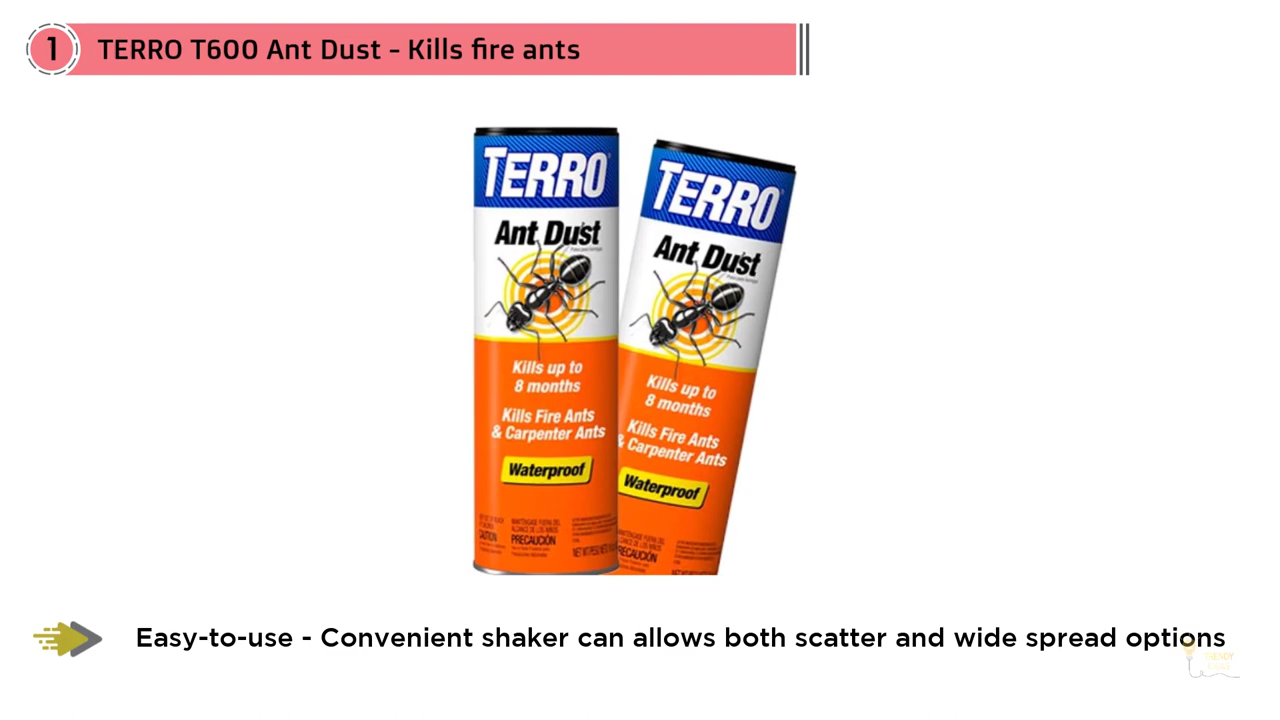 1
TERRO T600 Ant Dust - Kills fire ants
TERRO
Ant Dust
Kills up to
8 months
Kills Fire Ants
& Carpenter Ants
Waterproof
CAUTION
PRECAUCIÓN
TERRO
Ant Dust
Kills up to
8 months
Kills Fire Ants
& Carpenter Ants
Waterproof
PRECAUCIÓN
Easy-to-use - Convenient shaker can allows both scatter and wide spread options
TRENDY